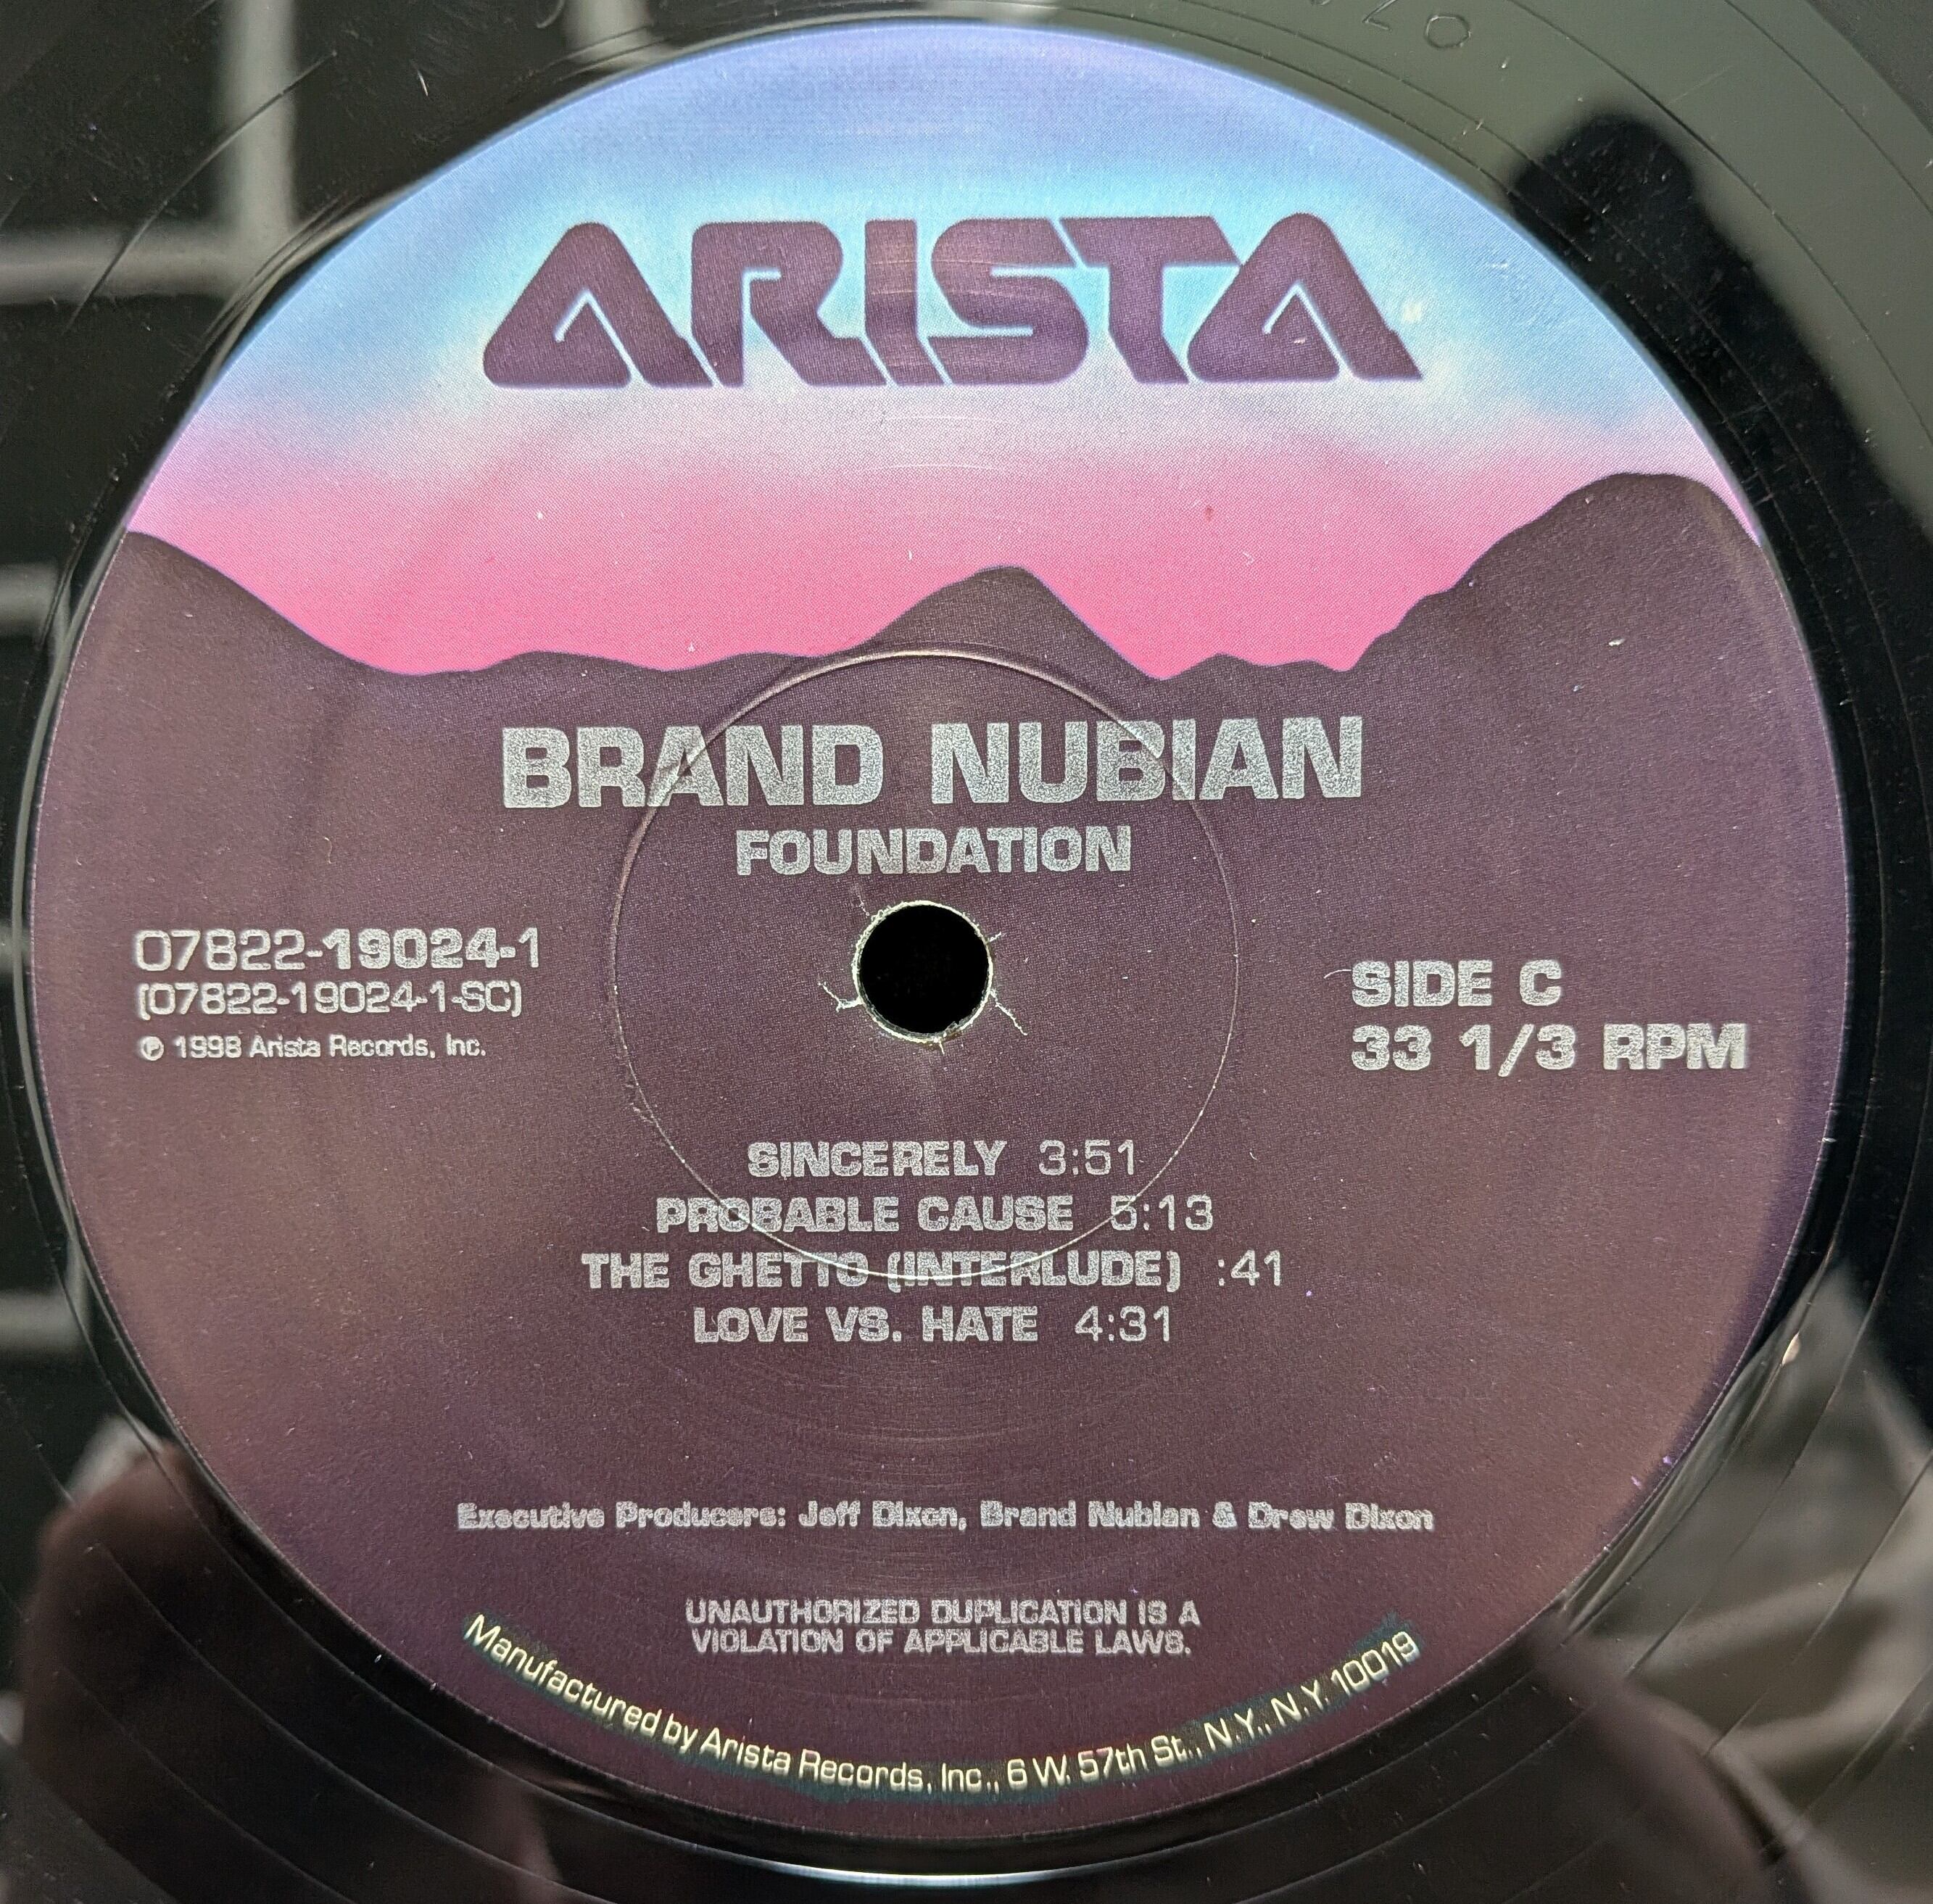 ARISTA
BRAND NUBIAN
FOUNDATION
07822-19024-1
(07822-19024-1-SC)
℗ 1998 Arista Records, Inc.
SIDE C
33 1/3 RPM
SINCERELY 3:51
PROBABLE CAUSE 5:13
THE GHETTO (INTERLUDE) :41
LOVE VS. HATE 4:31
Executive Producers: Jeff Dixon, Brand Nubian & Drew Dixon
UNAUTHORIZED DUPLICATION IS A
VIOLATION OF APPLICABLE LAWS.
Manufactured by Arista Records, Inc., 6 W. 57th St., N.Y., N.Y. 10019